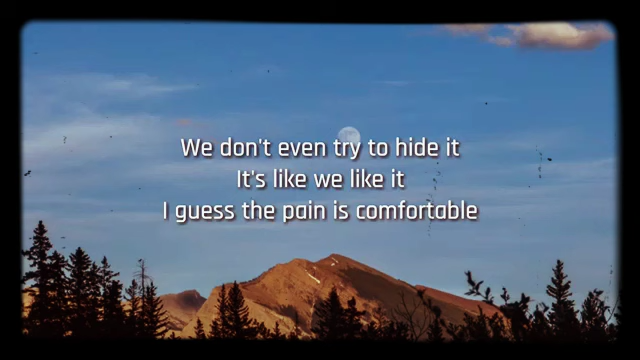 We don't even try to hide it
It's like we like it
I guess the pain is comfortable